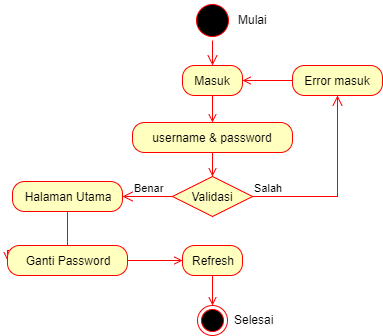 Mulai
Masuk
Error masuk
username & password
Validasi
Benar
Salah
Halaman Utama
Ganti Password
Refresh
Selesai